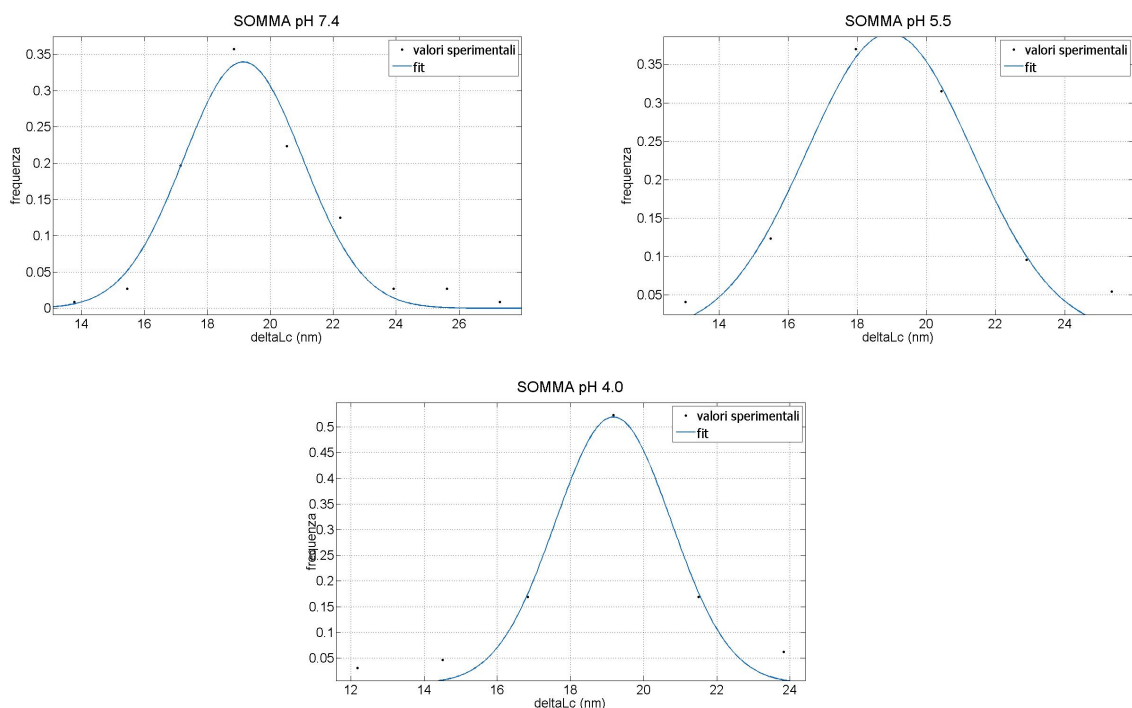 SOMMA pH 7.4
valori sperimentali
fit
0.35
0.3
0.25
0.2
0.15
0.1
0.05
0
frequenza
14 16 18 20 22 24 26
deltaLc (nm)
SOMMA pH 5.5
valori sperimentali
fit
0.35
0.3
0.25
0.2
0.15
0.1
0.05
frequenza
14 16 18 20 22 24
deltaLc (nm)
SOMMA pH 4.0
valori sperimentali
fit
0.5
0.45
0.4
0.35
0.3
0.25
0.2
0.15
0.1
0.05
frequenza
12 14 16 18 20 22 24
deltaLc (nm)